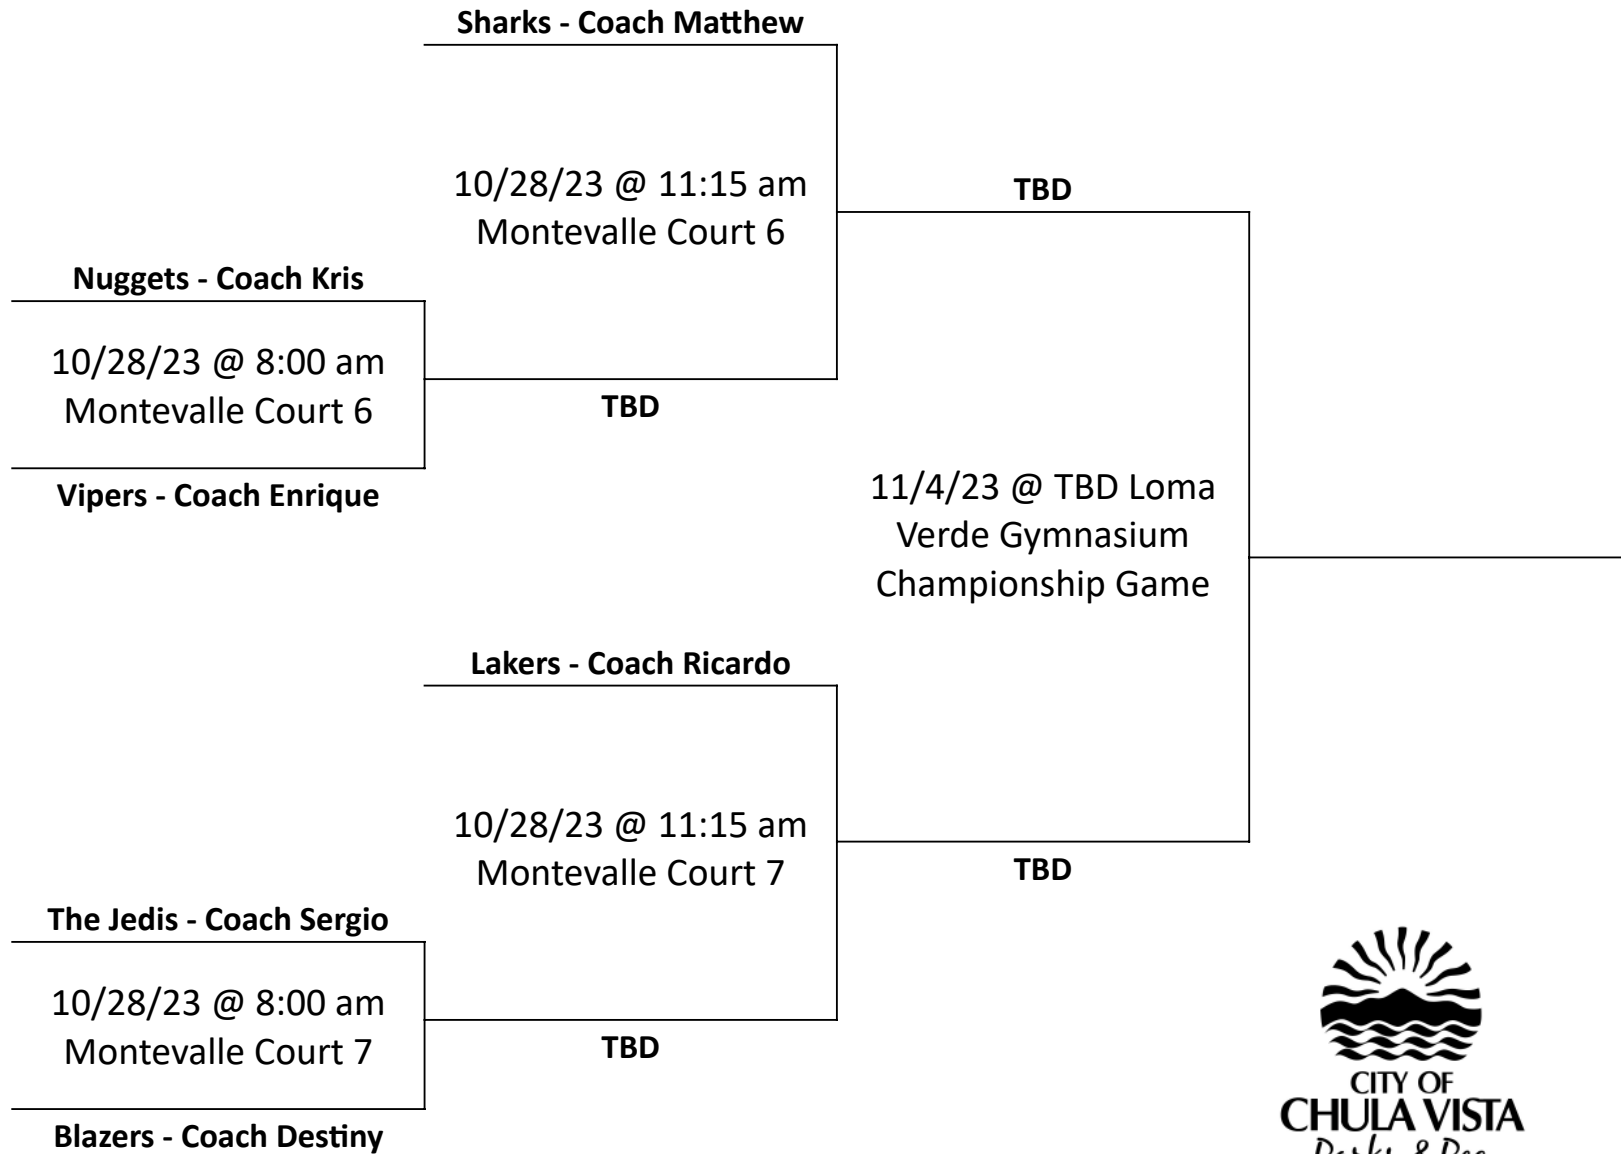 Sharks - Coach Matthew
10/28/23 @ 11:15 am
Montevalle Court 6
TBD
Nuggets - Coach Kris
10/28/23 @ 8:00 am
Montevalle Court 6
TBD
Vipers - Coach Enrique
11/4/23 @ TBD Loma
Verde Gymnasium
Championship Game
Lakers - Coach Ricardo
10/28/23 @ 11:15 am
Montevalle Court 7
TBD
The Jedis - Coach Sergio
10/28/23 @ 8:00 am
Montevalle Court 7
TBD
Blazers - Coach Destiny
CITY OF
CHULA VISTA
Parks & Rec